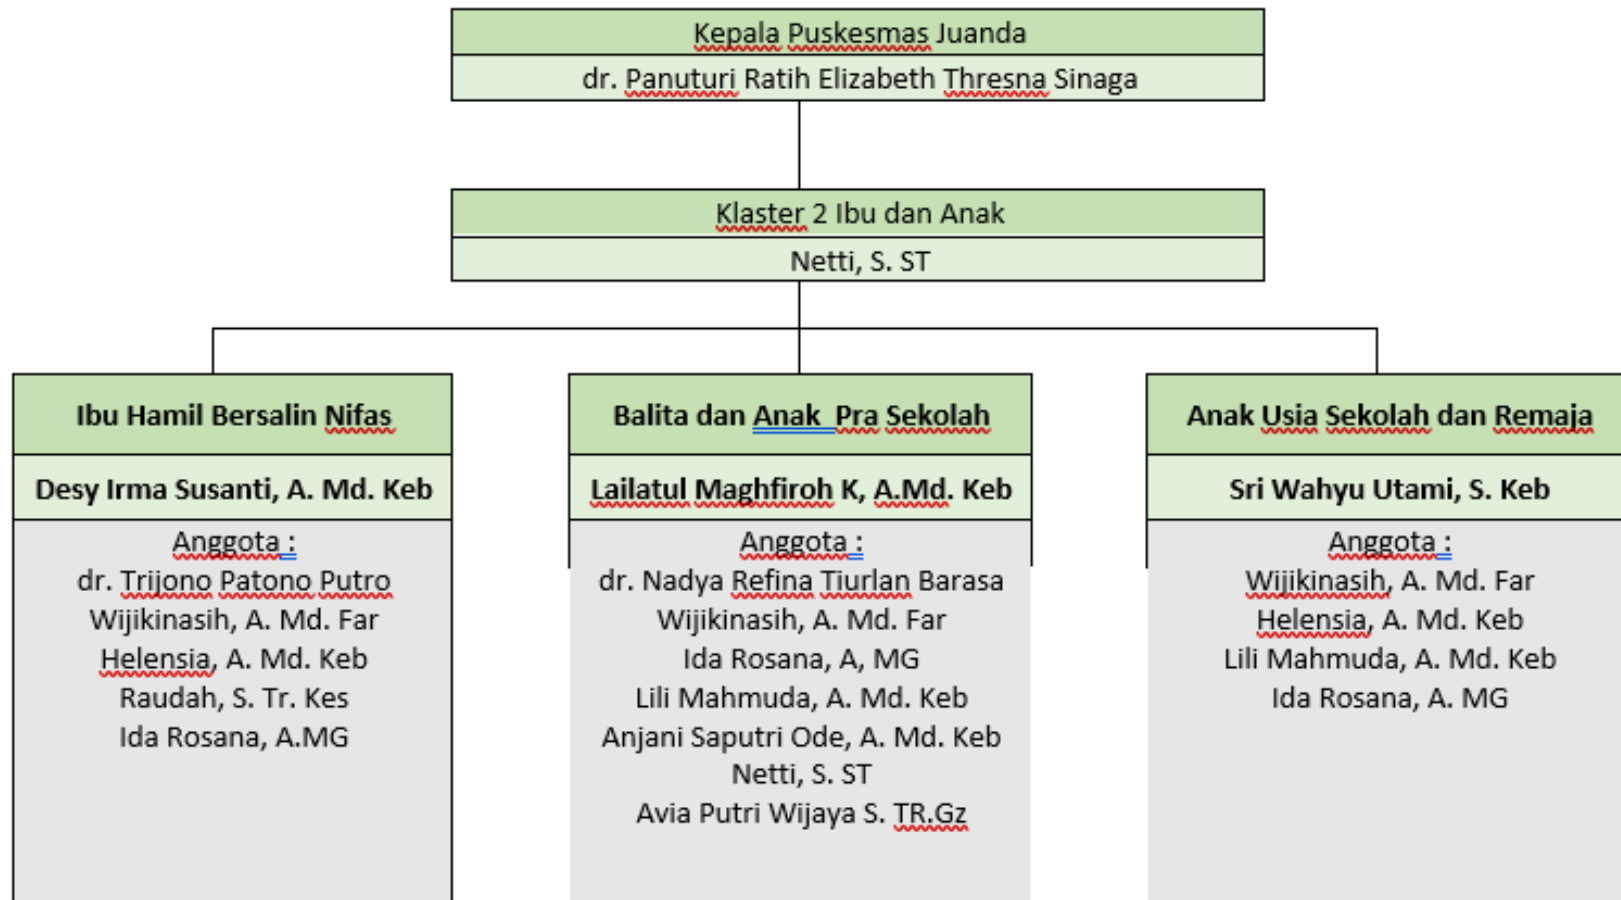 Kepala Puskesmas Juanda
dr. Panuturi Ratih Elizabeth Thresna Sinaga
Klaster 2 Ibu dan Anak
Netti, S. ST
Ibu Hamil Bersalin Nifas
Desy Irma Susanti, A. Md. Keb
Anggota :
dr. Trijono Patono Putro
Wijikinasih, A. Md. Far
Helensia, A. Md. Keb
Raudah, S. Tr. Kes
Ida Rosana, A.MG
Balita dan Anak  Pra Sekolah
Lailatul Maghfiroh K, A.Md. Keb
Anggota :
dr. Nadya Refina Tiurlan Barasa
Wijikinasih, A. Md. Far
Ida Rosana, A, MG
Lili Mahmuda, A. Md. Keb
Anjani Saputri Ode, A. Md. Keb
Netti, S. ST
Avia Putri Wijaya S. TR.Gz
Anak Usia Sekolah dan Remaja
Sri Wahyu Utami, S. Keb
Anggota :
Wijikinasih, A. Md. Far
Helensia, A. Md. Keb
Lili Mahmuda, A. Md. Keb
Ida Rosana, A. MG